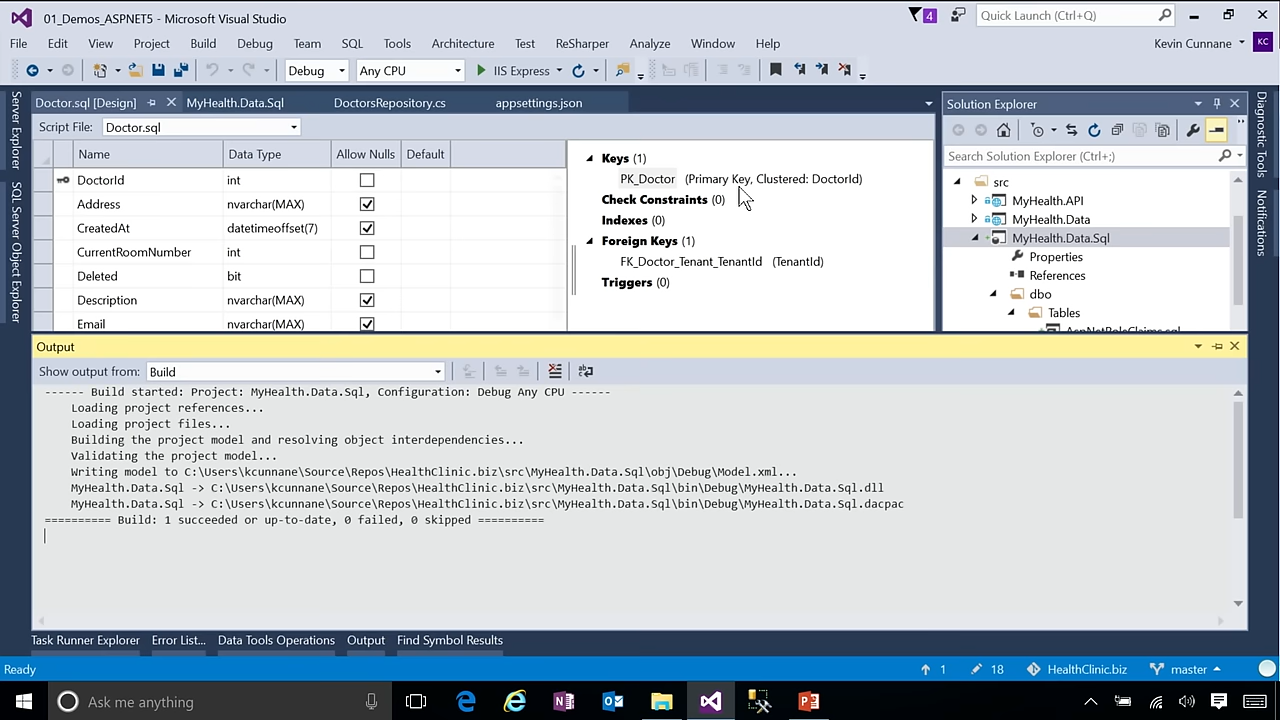 01_Demos_ASPNET5 - Microsoft Visual Studio
4
Quick Launch (Ctrl+Q)
File Edit View Project Build Debug Team SQL Tools Architecture Test ReSharper Analyze Window Help
Kevin Cunnane
KC
Debug Any CPU IIS Express
Server Explorer
SQL Server Object Explorer
Doctor.sql [Design] MyHealth.Data.Sql DoctorsRepository.cs appsettings.json
Script File: Doctor.sql
Name Data Type Allow Nulls Default
DoctorId int
Address nvarchar(MAX)
CreatedAt datetimeoffset(7)
CurrentRoomNumber int
Deleted bit
Description nvarchar(MAX)
Email nvarchar(MAX)
Keys (1)
PK_Doctor (Primary Key, Clustered: DoctorId)
Check Constraints (0)
Indexes (0)
Foreign Keys (1)
FK_Doctor_Tenant_TenantId (TenantId)
Triggers (0)
Solution Explorer
Search Solution Explorer (Ctrl+;)
src
MyHealth.API
MyHealth.Data
MyHealth.Data.Sql
Properties
References
dbo
Tables
AspNetRoleClaims.sql
Diagnostic Tools
Notifications
Output
Show output from: Build
------ Build started: Project: MyHealth.Data.Sql, Configuration: Debug Any CPU ------
Loading project references...
Loading project files...
Building the project model and resolving object interdependencies...
Validating the project model...
Writing model to C:\Users\kcunnane\Source\Repos\HealthClinic.biz\src\MyHealth.Data.Sql\obj\Debug\Model.xml...
MyHealth.Data.Sql -> C:\Users\kcunnane\Source\Repos\HealthClinic.biz\src\MyHealth.Data.Sql\bin\Debug\MyHealth.Data.Sql.dll
MyHealth.Data.Sql -> C:\Users\kcunnane\Source\Repos\HealthClinic.biz\src\MyHealth.Data.Sql\bin\Debug\MyHealth.Data.Sql.dacpac
========== Build: 1 succeeded or up-to-date, 0 failed, 0 skipped ==========
Task Runner Explorer Error List... Data Tools Operations Output Find Symbol Results
Ready
1 18 HealthClinic.biz master
Ask me anything